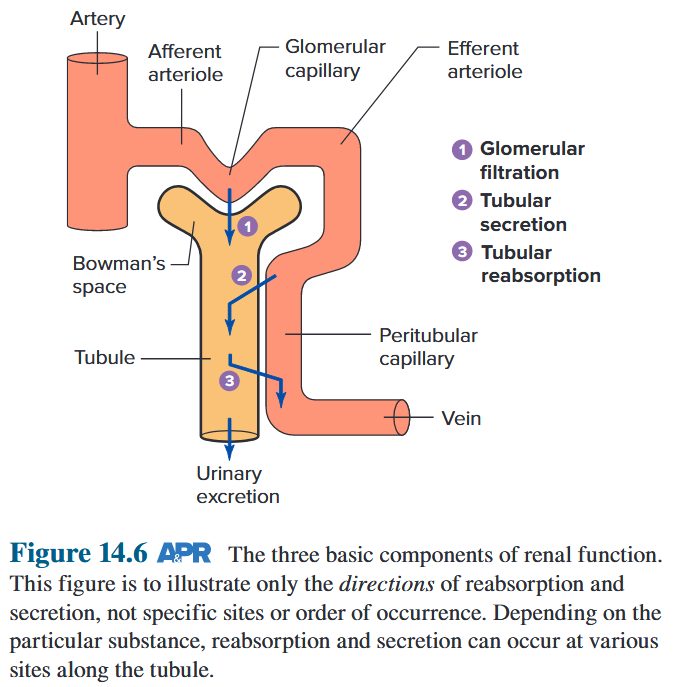 Artery
Afferent
arteriole
Glomerular
capillary
Efferent
arteriole
1 Glomerular
filtration
2 Tubular
secretion
3 Tubular
reabsorption
1
Bowman's
space
2
Peritubular
capillary
Tubule
3
Vein
Urinary
excretion
Figure 14.6 A&PR The three basic components of renal function.
This figure is to illustrate only the directions of reabsorption and
secretion, not specific sites or order of occurrence. Depending on the
particular substance, reabsorption and secretion can occur at various
sites along the tubule.